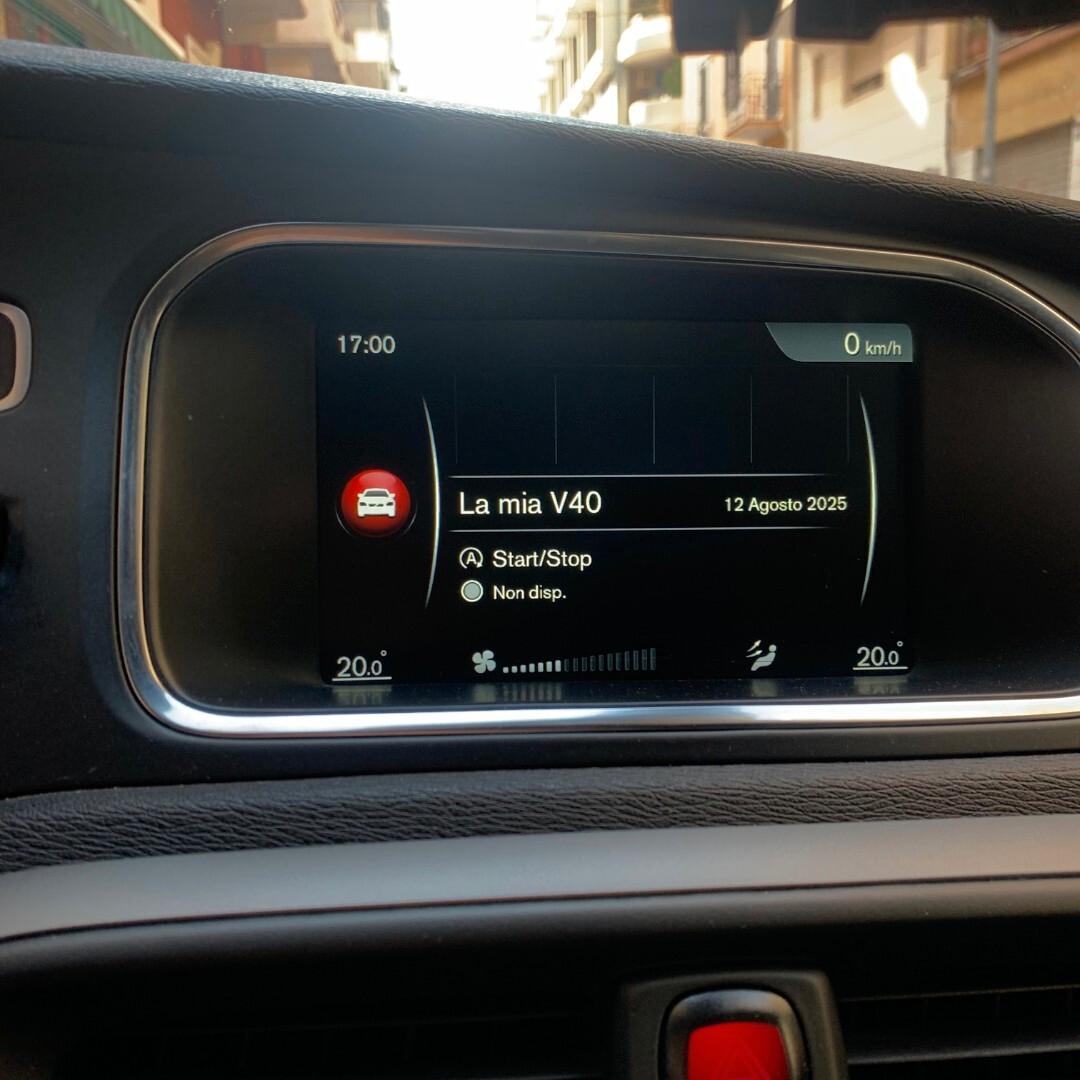 17:00
0 km/h
La mia V40
12 Agosto 2025
A Start/Stop
Non disp.
20.0°
20.0°